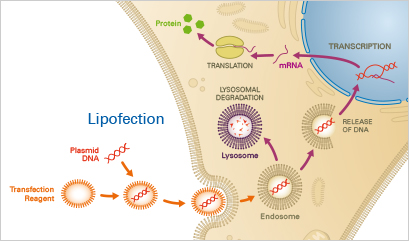 Protein
TRANSCRIPTION
TRANSLATION
mRNA
LYSOSOMAL
DEGRADATION
Lipofection
RELEASE
OF DNA
Lysosome
Plasmid
DNA
Transfection
Reagent
Endosome